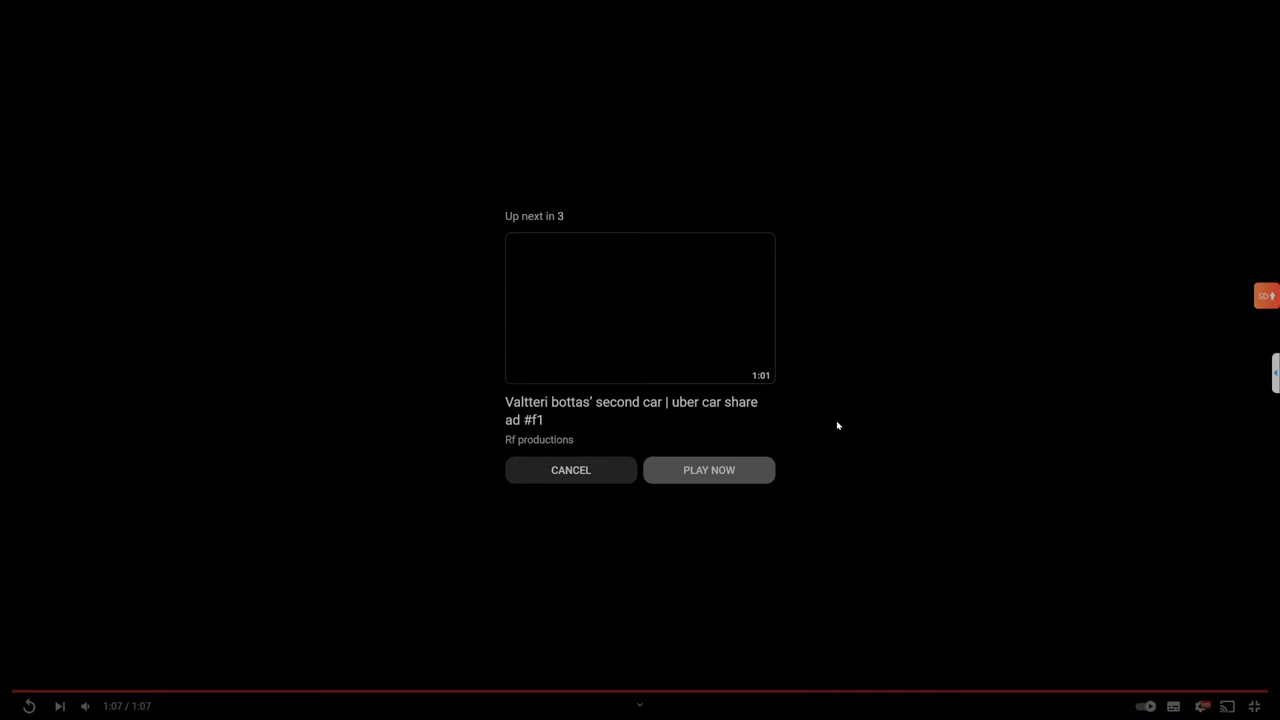 Up next in 3
1:01
Valtteri bottas' second car | uber car share
ad #f1
Rf productions
CANCEL
PLAY NOW
SD
1:07 / 1:07